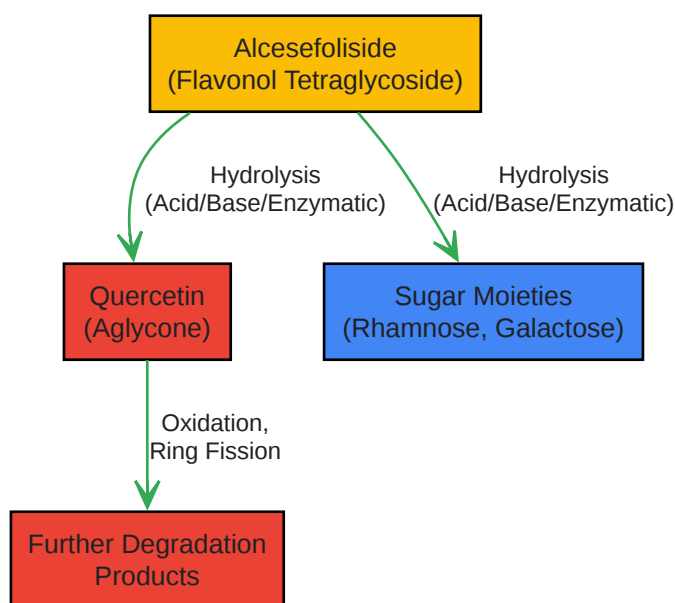 Alcesefoliside
(Flavonol Tetraglycoside)
Hydrolysis
(Acid/Base/Enzymatic)
Hydrolysis
(Acid/Base/Enzymatic)
Quercetin
(Aglycone)
Sugar Moieties
(Rhamnose, Galactose)
Oxidation,
Ring Fission
Further Degradation
Products